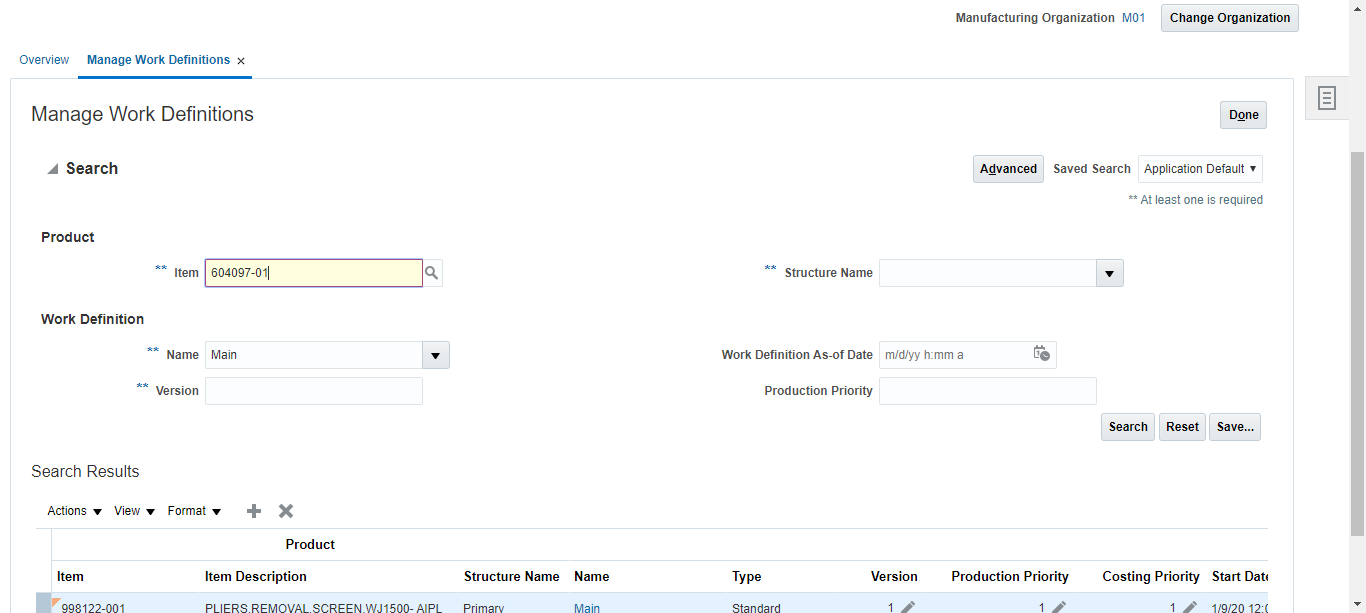 Manufacturing Organization M01 Change Organization
Overview Manage Work Definitions ×
Manage Work Definitions Done
Search Advanced Saved Search Application Default
** At least one is required
Product
** Item 604097-01 ** Structure Name
Work Definition
** Name Main Work Definition As-of Date m/d/yy h:mm a
** Version Production Priority
Search Reset Save...
Search Results
Actions View Format
Product
Item Item Description Structure Name Name Type Version Production Priority Costing Priority Start Date
998122-001 PLIERS,REMOVAL,SCREEN,WJ1500- AIPL Primary Main Standard 1 1 1 1/9/20 12:0